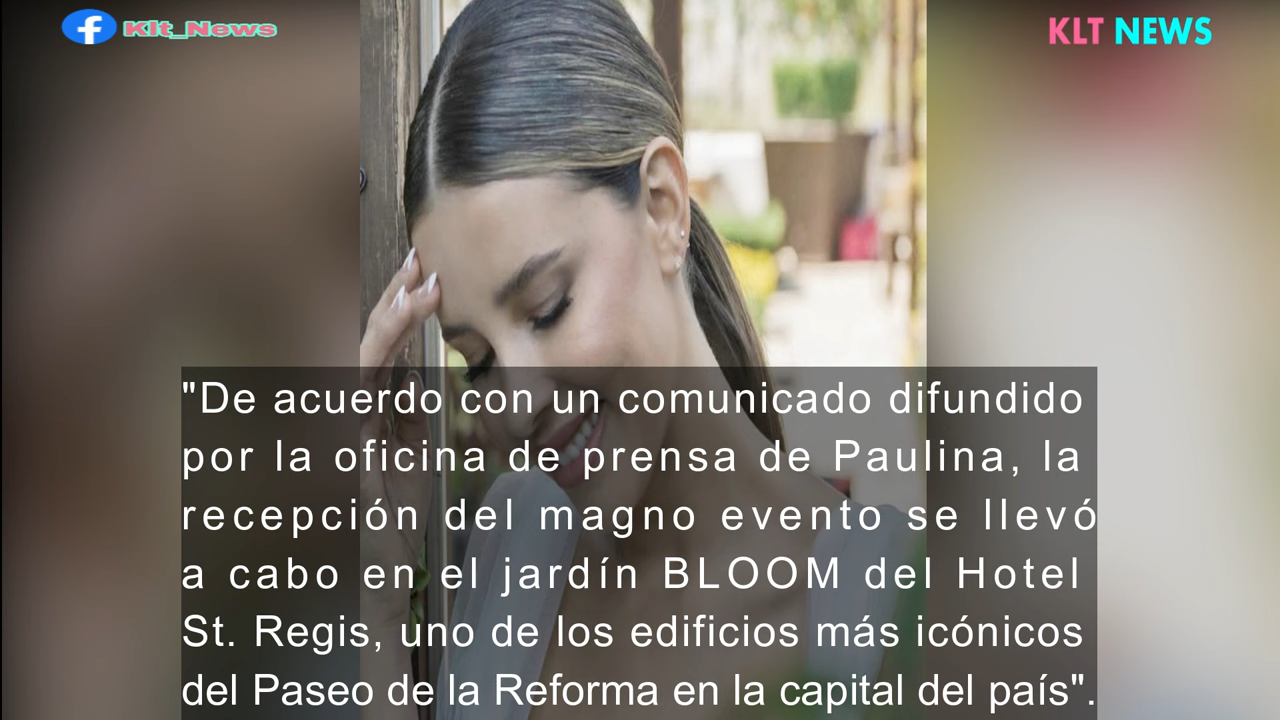 Klt_News
KLT NEWS
"De acuerdo con un comunicado difundido
por la oficina de prensa de Paulina, la
recepción del magno evento se llevó
a cabo en el jardín BLOOM del Hotel
St. Regis, uno de los edificios más icónicos
del Paseo de la Reforma en la capital del país".